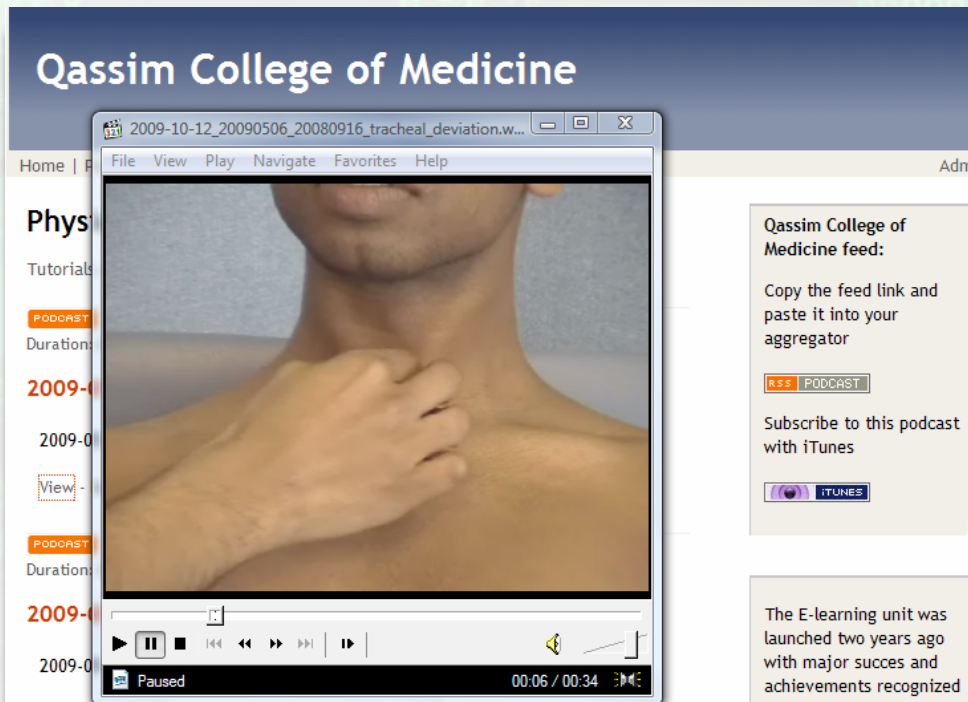 Qassim College of Medicine
2009-10-12_20090506_20080916_tracheal_deviation.w...
File View Play Navigate Favorites Help
Home |
Tutorials
PODCAST
Duration:
2009-0
2009-0
View -
PODCAST
Duration:
2009-0
2009-0
Paused
00:06 / 00:34
Qassim College of
Medicine feed:
Copy the feed link and
paste it into your
aggregator
RSS PODCAST
Subscribe to this podcast
with iTunes
iTUNES
The E-learning unit was
launched two years ago
with major succes and
achievements recognized